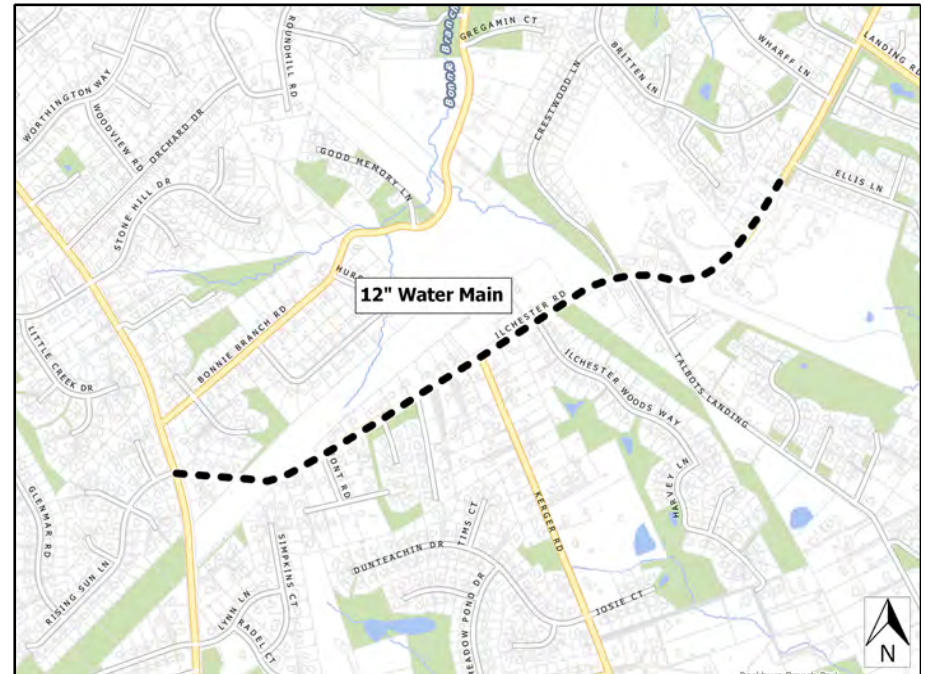 Bonnie Branch
GREGAMIN CT
ROUNDHILL RD
WHARFF LN
LANDING RD
BRITTEN LN
WORTHINGTON WAY
WOODVIEW RD
ORCHARD DR
CRESTWOOD LN
GOOD MEMORY LN
ELLIS LN
STONE HILL DR
HURD
12" Water Main
ILCHESTER RD
LITTLE CREEK DR
BONNIE BRANCH RD
ILCHESTER WOODS WAY
TALBOTS LANDING
ONT RD
GLENMAR RD
HARVEY LN
KERGER RD
TIMS CT
SIMPKINS CT
DUNTEACHIN DR
RISING SUN LN
LYNN LN
RADEL CT
MEADOW POND DR
JOSIE CT
N